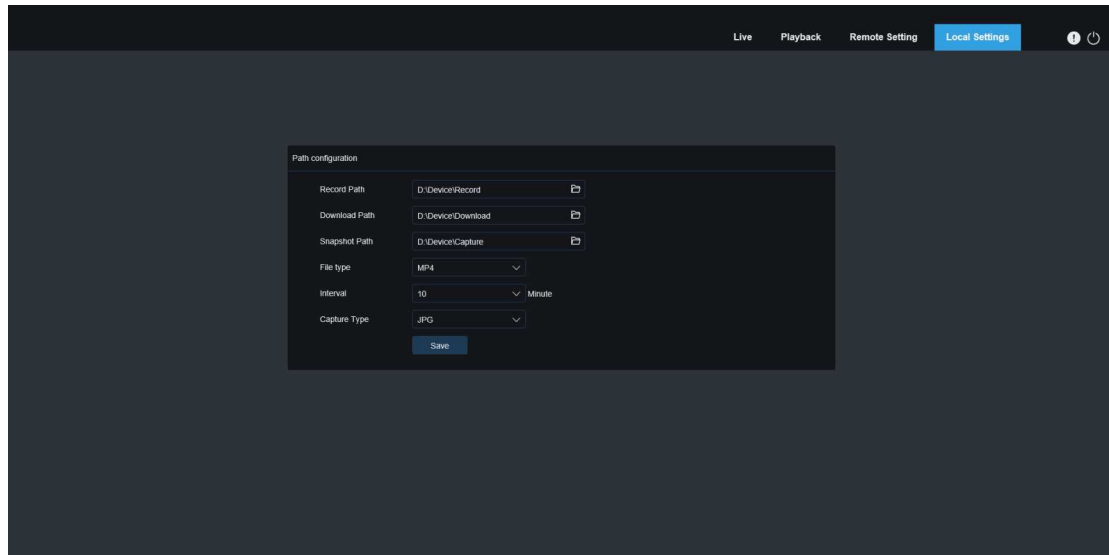 Live Playback Remote Setting Local Settings
Path configuration
Record Path D:\Device\Record
Download Path D:\Device\Download
Snapshot Path D:\Device\Capture
File type MP4
Interval 10 Minute
Capture Type JPG
Save